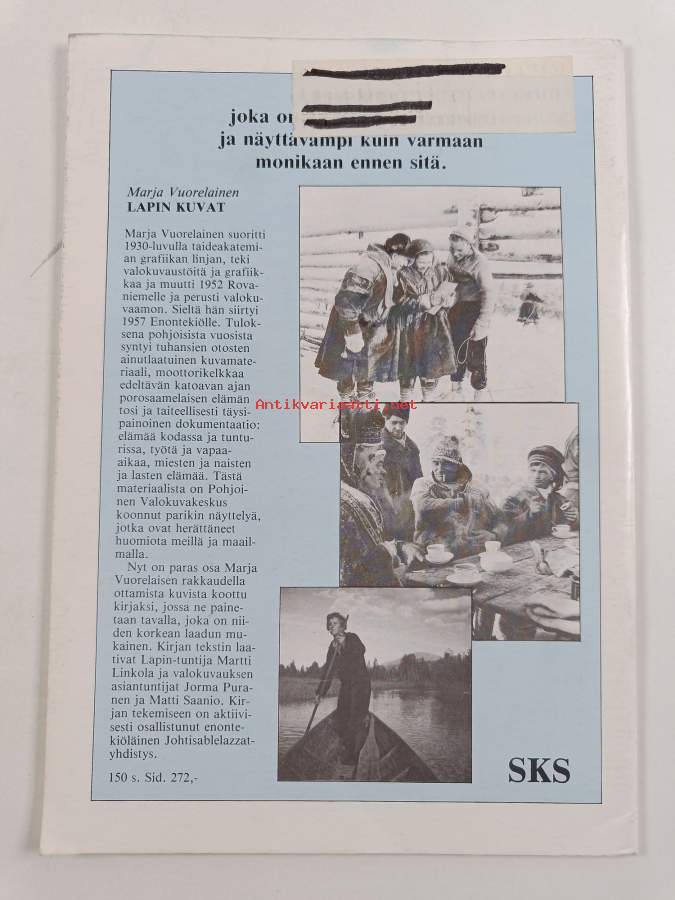 joka on
ja näyttävämpi kuin varmaan
monikaan ennen sitä.
Marja Vuorelainen
LAPIN KUVAT
Marja Vuorelainen suoritti
1930-luvulla taideakatemi-
an grafiikan linjan, teki
valokuvaustöitä ja grafiik-
kaa ja muutti 1952 Rova-
niemelle ja perusti valoku-
vaamon. Sieltä hän siirtyi
1957 Enontekiölle. Tulok-
sena pohjoisista vuosista
syntyi tuhansien otosten
ainutlaatuinen kuvamate-
riaali, moottorikelkkaa
edeltävän katoavan ajan
porosaamelaisen elämän
tosi ja taiteellisesti täysi-
painoinen dokumentaatio:
elämää kodassa ja tuntu-
rissa, työtä ja vapaa-
aikaa, miesten ja naisten
ja lasten elämää. Tästä
materiaalista on Pohjoi-
nen Valokuvakeskus
koonnut parikin näyttelyä,
jotka ovat herättäneet
huomiota meillä ja maail-
malla.
Nyt on paras osa Marja
Vuorelaisen rakkaudella
ottamista kuvista koottu
kirjaksi, jossa ne paine-
taan tavalla, joka on nii-
den korkean laadun mu-
kainen. Kirjan tekstin laa-
tivat Lapin-tuntija Martti
Linkola ja valokuvauksen
asiantuntijat Jorma Pura-
nen ja Matti Saanio. Kir-
jan tekemiseen on aktiivi-
sesti osallistunut enonte-
kiöläinen Johtisablelazzat-
yhdistys.
150 s. Sid. 272,-
Antikvariaatti.net
SKS